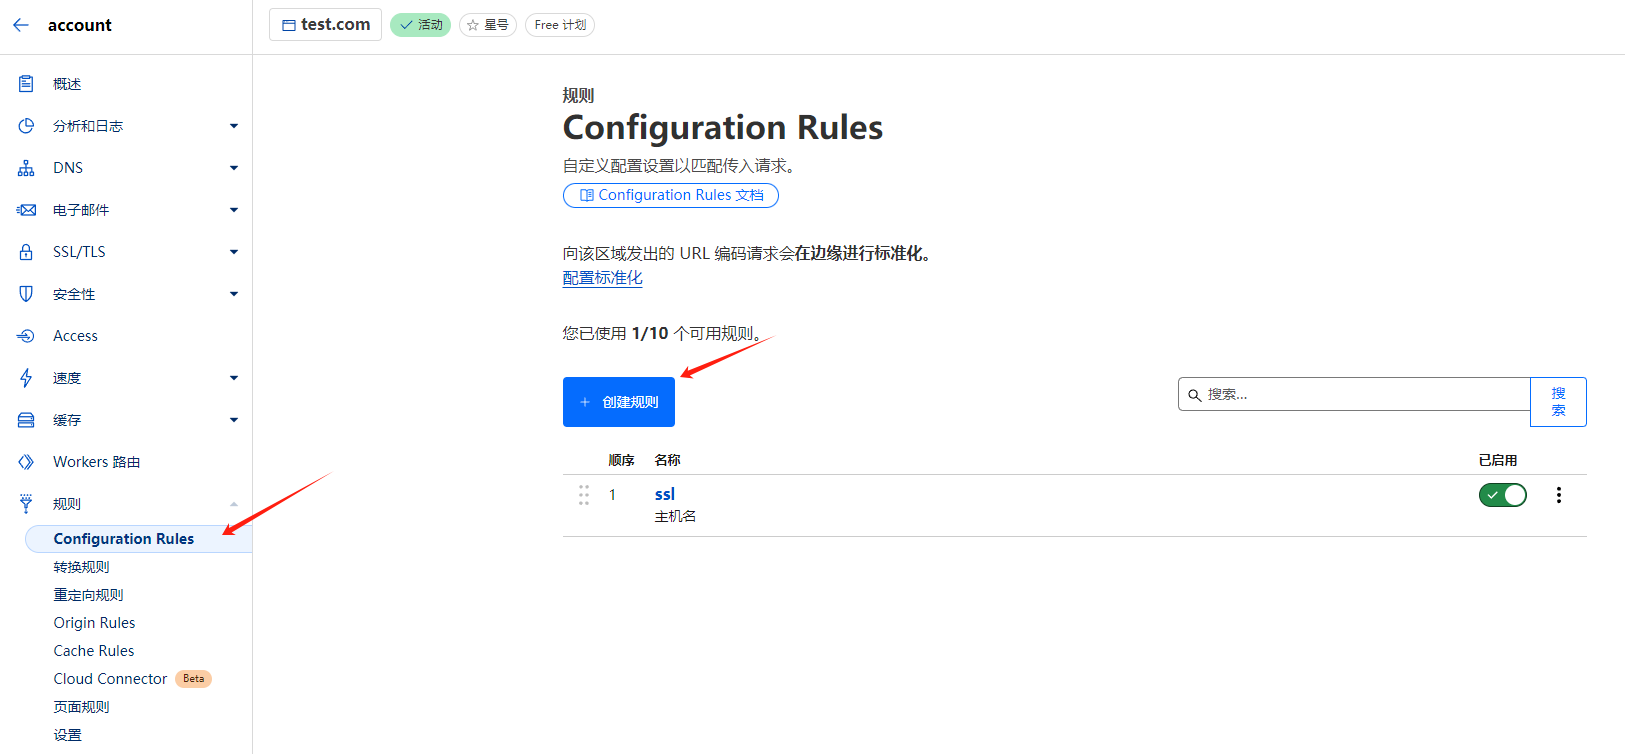 account
test.com
活动
星号
Free 计划
概述
分析和日志
DNS
电子邮件
SSL/TLS
安全性
Access
速度
缓存
Workers 路由
规则
Configuration Rules
转换规则
重定向规则
Origin Rules
Cache Rules
Cloud Connector Beta
页面规则
设置
规则
Configuration Rules
自定义配置设置以匹配传入请求。
Configuration Rules 文档
向该区域发出的 URL 编码请求会在边缘进行标准化。
配置标准化
您已使用 1/10 个可用规则。
+ 创建规则
搜索...
搜
索
顺序 名称 已启用
1 ssl
主机名